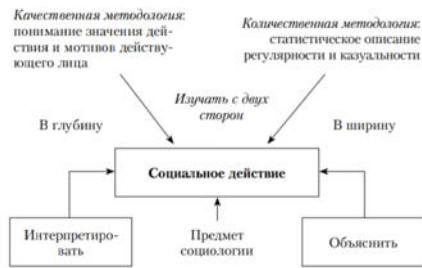 Качественная методология:
понимание значения дей-
ствия и мотивов действу-
ющего лица
Количественная методология:
статистическое описание
регулярности и казуальности
Изучать с двух
сторон
В глубину
В ширину
Социальное действие
Интерпретиро-
вать
Предмет
социологии
Объяснить